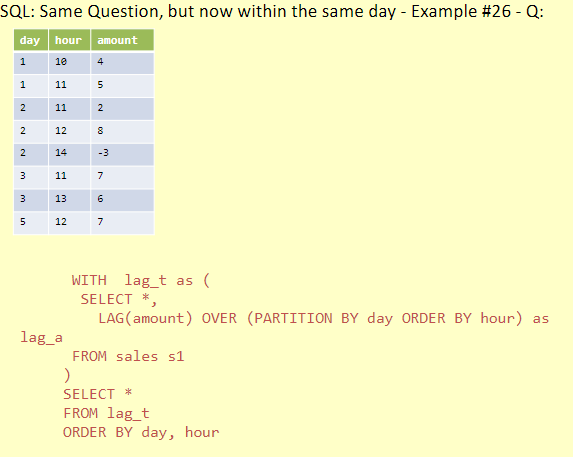 SQL: Same Question, but now within the same day - Example #26 - Q:
day hour amount
1 10 4
1 11 5
2 11 2
2 12 8
2 14 -3
3 11 7
3 13 6
5 12 7
WITH  lag_t as (
SELECT *,
LAG(amount) OVER (PARTITION BY day ORDER BY hour) as
lag_a
FROM sales s1
)
SELECT *
FROM lag_t
ORDER BY day, hour